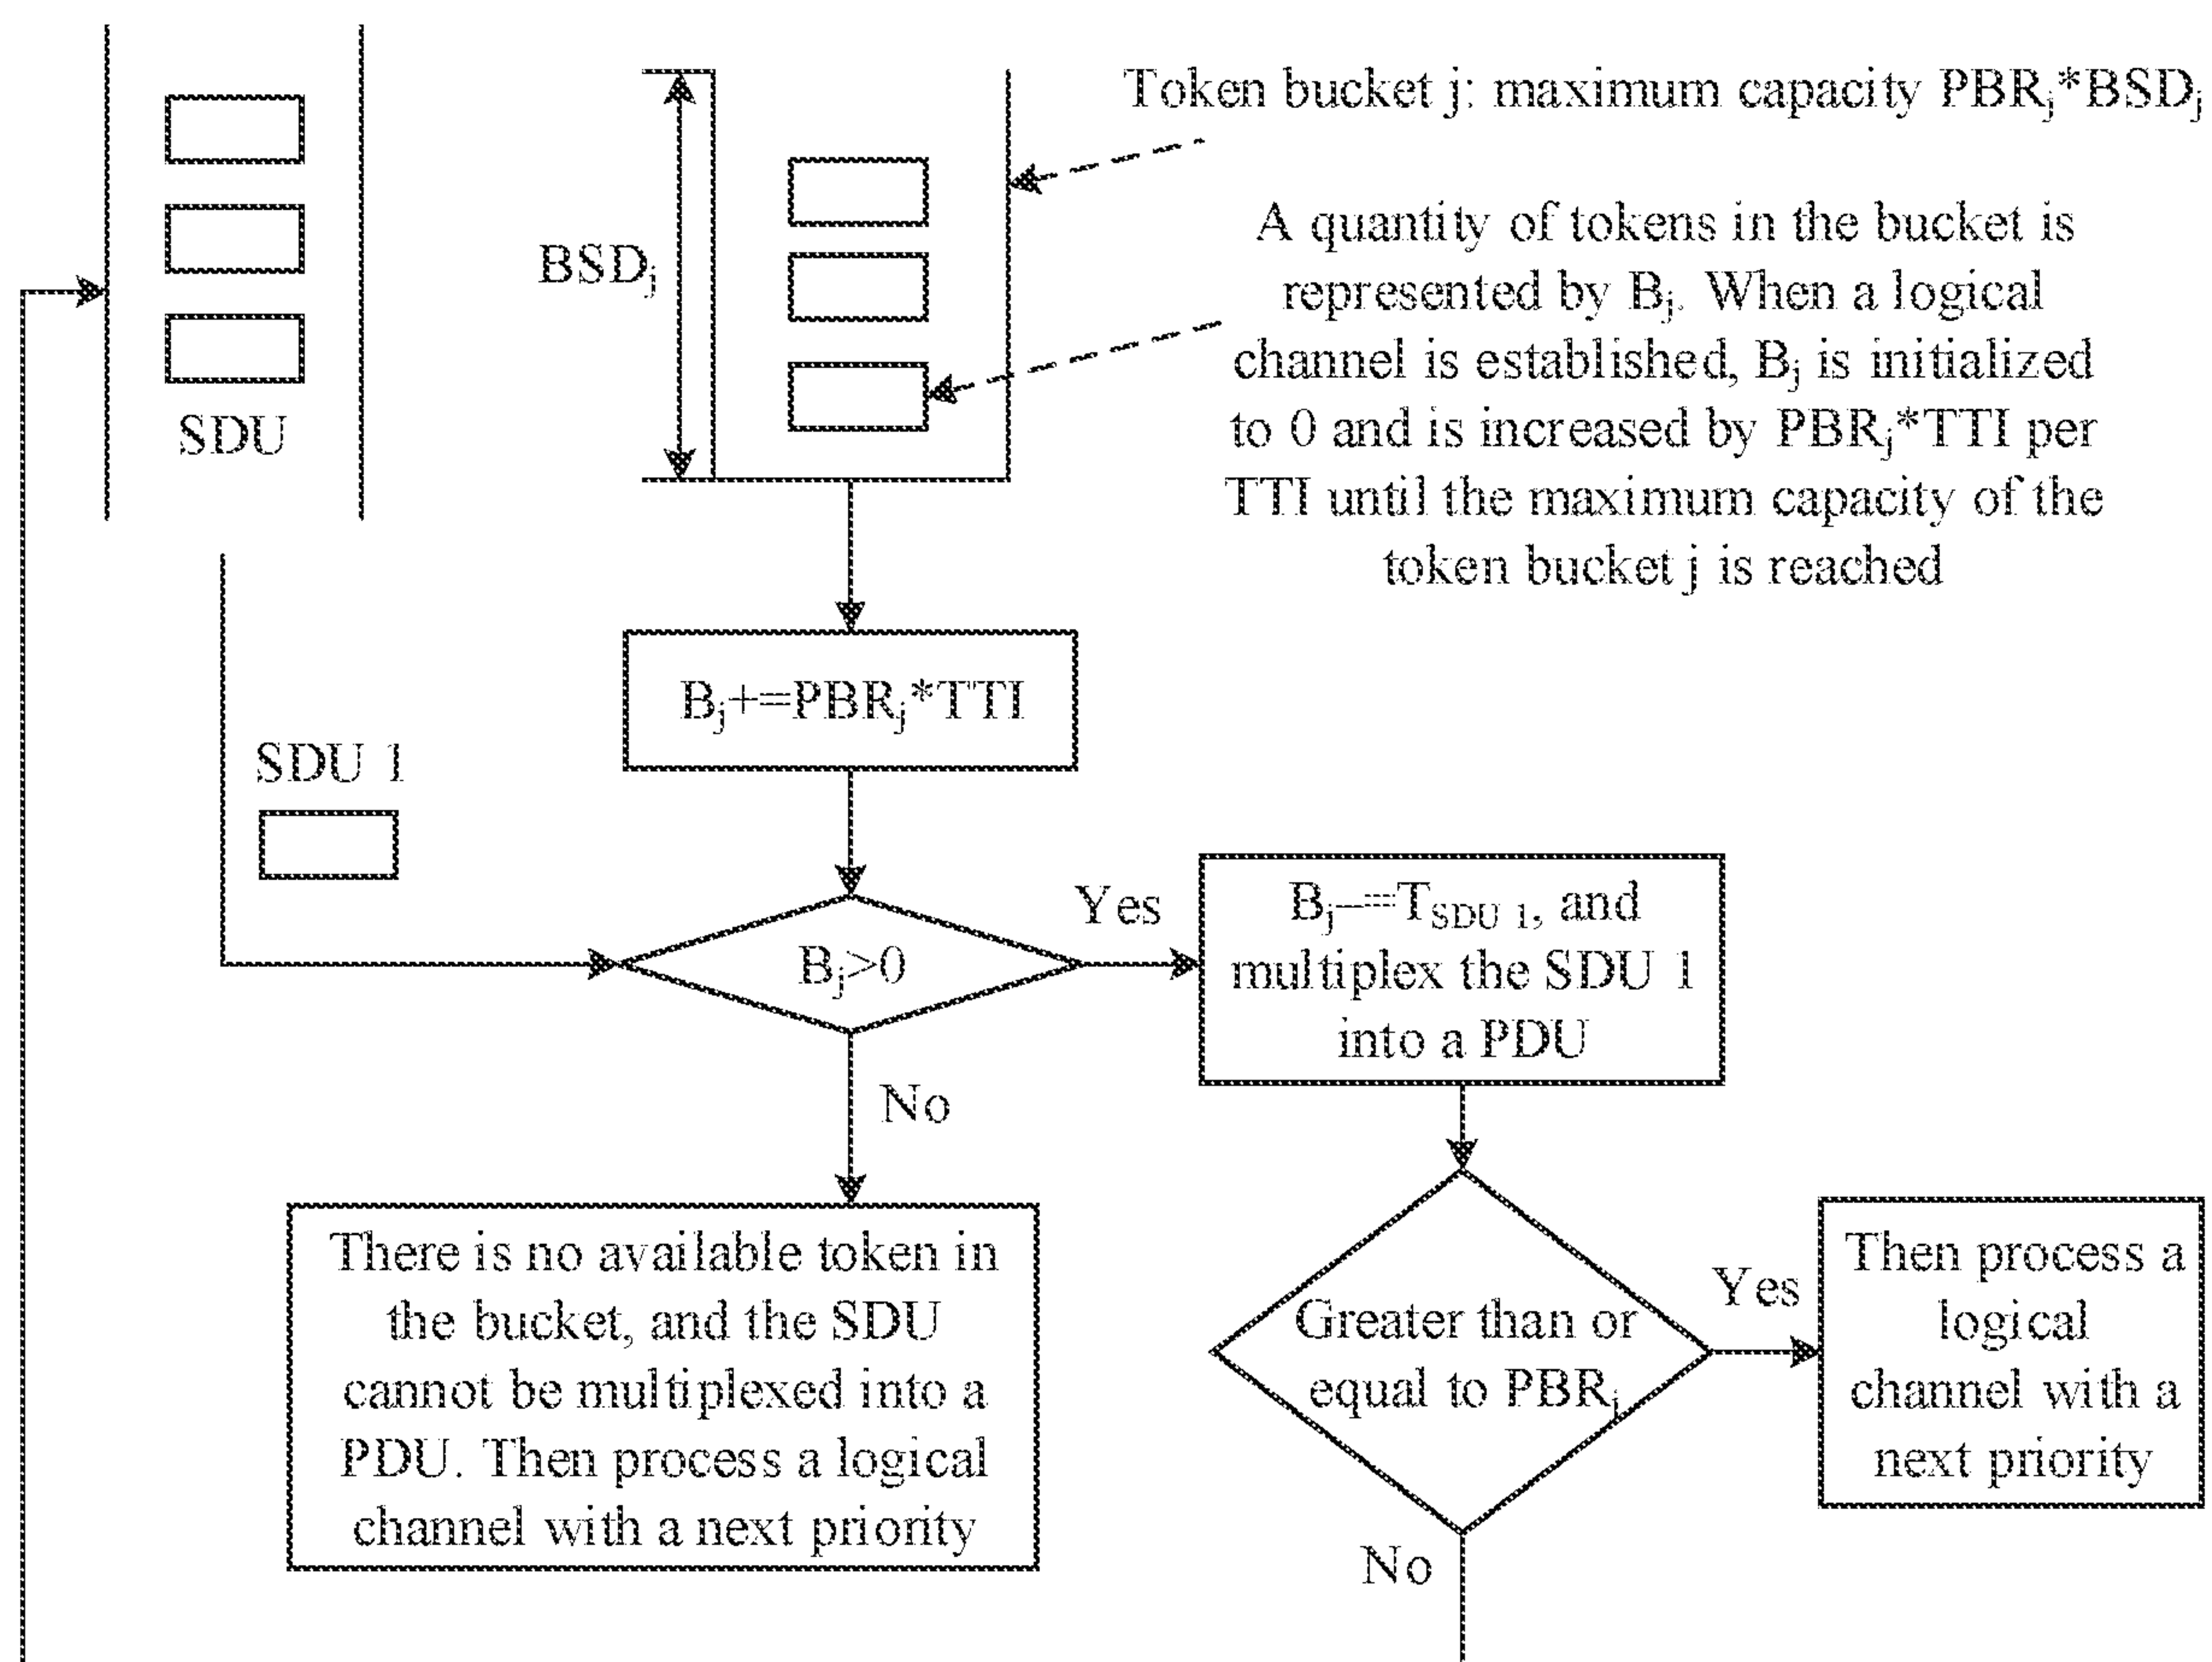 Token bucket j: maximum capacity PBRj*BSDj
A quantity of tokens in the bucket is
represented by Bj. When a logical
channel is established, Bj is initialized
to 0 and is increased by PBRj*TTI per
TTI until the maximum capacity of the
token bucket j is reached
BSDj
SDU
Bj+=PBRj*TTI
SDU 1
Bj>0
Yes
Bj-=TSDU 1, and
multiplex the SDU 1
into a PDU
No
There is no available token in
the bucket, and the SDU
cannot be multiplexed into a
PDU. Then process a logical
channel with a next priority
Greater than or
equal to PBRj
Yes
Then process a
logical
channel with a
next priority
No